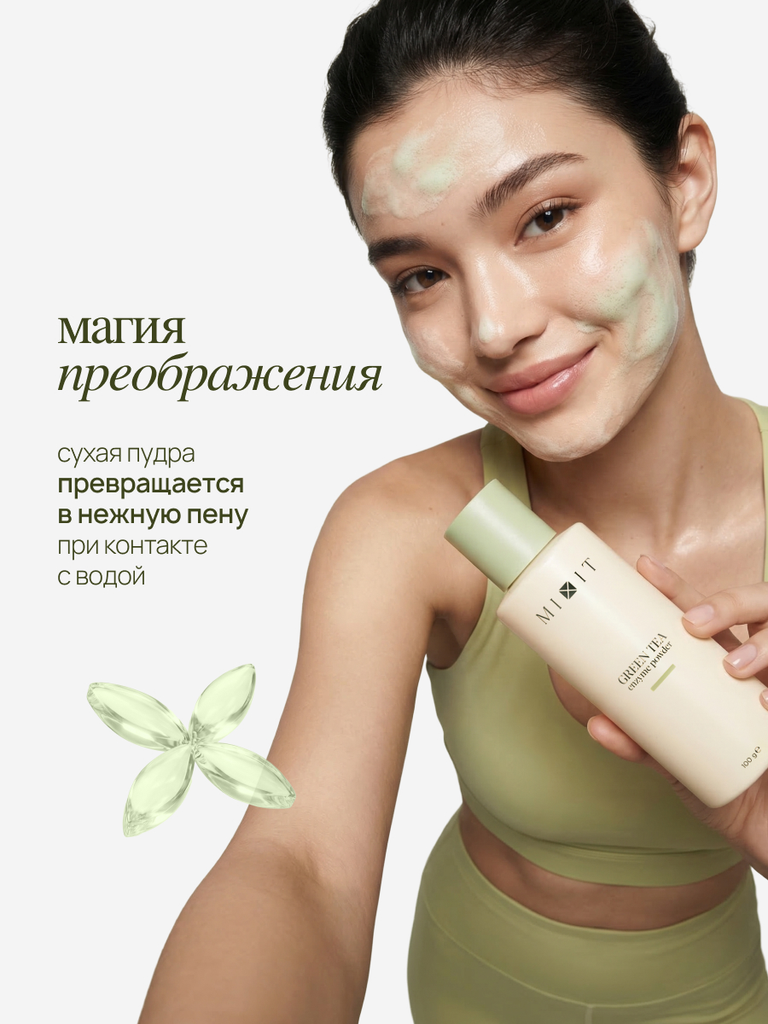 магия
преображения
сухая пудра
превращается
в нежную пену
при контакте
с водой
MIXIT
GREEN TEA
enzyme powder
100 g e